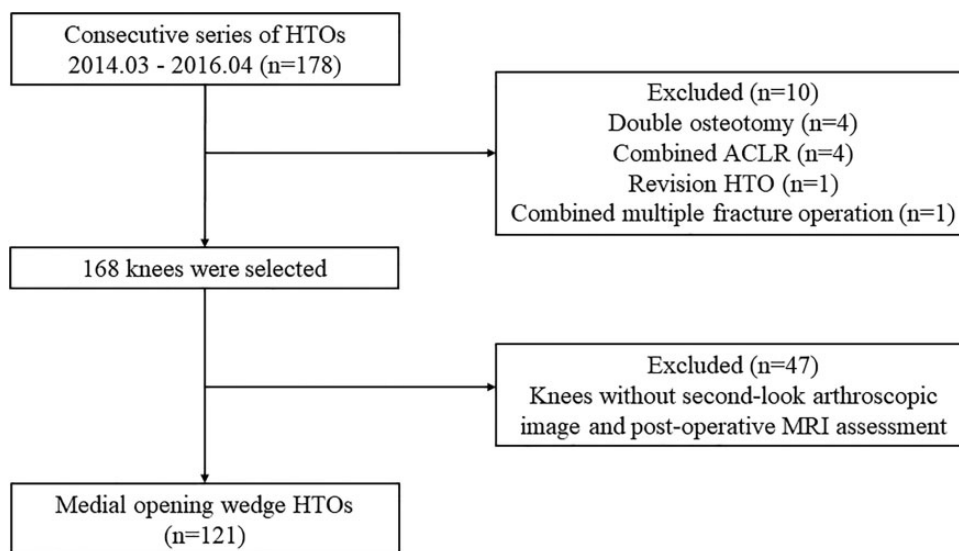 Consecutive series of HTOs
2014.03 - 2016.04 (n=178)
Excluded (n=10)
Double osteotomy (n=4)
Combined ACLR (n=4)
Revision HTO (n=1)
Combined multiple fracture operation (n=1)
168 knees were selected
Excluded (n=47)
Knees without second-look arthroscopic
image and post-operative MRI assessment
Medial opening wedge HTOs
(n=121)